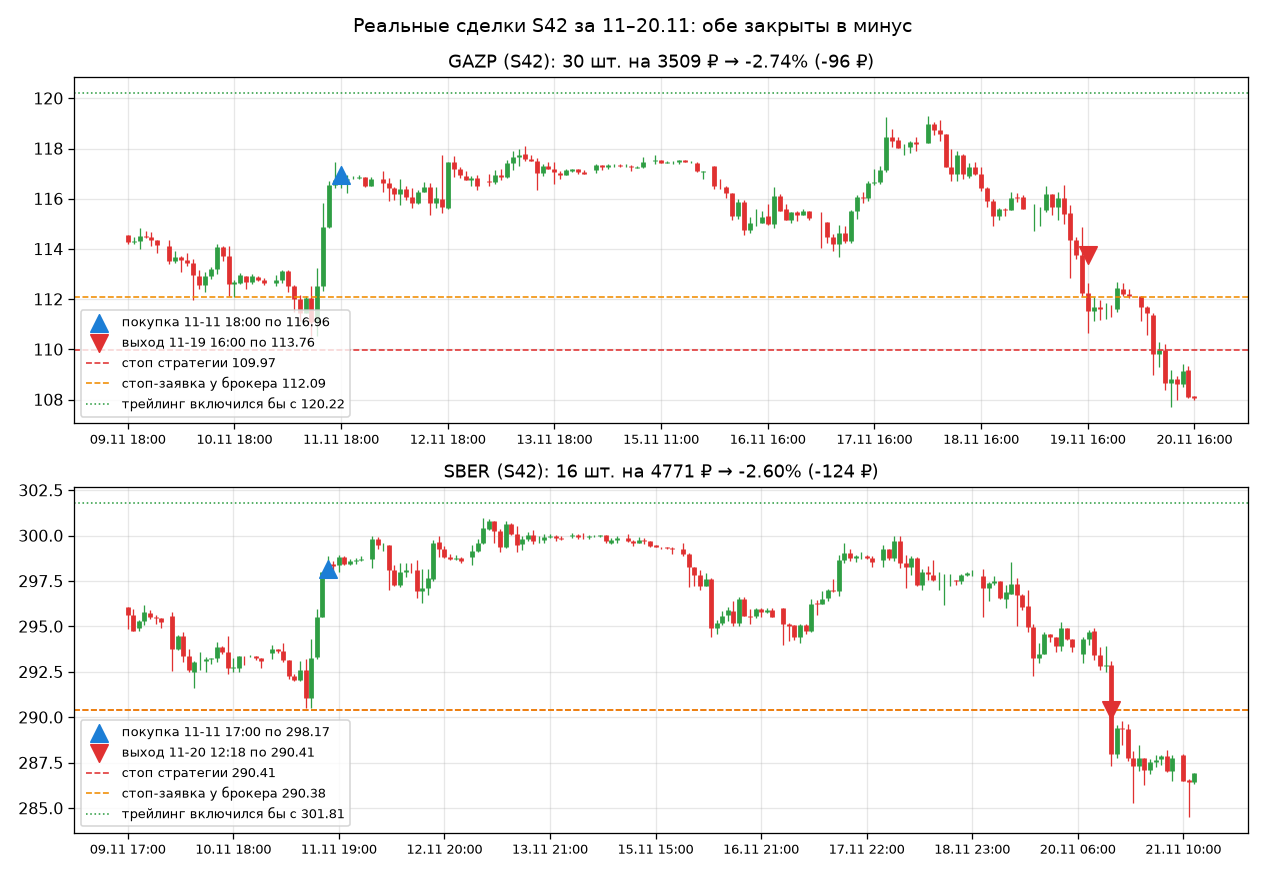 Реальные сделки S42 за 11–20.11: обе закрыты в минус
GAZP (S42): 30 шт. на 3509 ₽ → -2.74% (-96 ₽)
120
118
116
114
112
110
108
покупка 11-11 18:00 по 116.96
выход 11-19 16:00 по 113.76
стоп стратегии 109.97
стоп-заявка у брокера 112.09
трейлинг включился бы с 120.22
09.11 18:00 10.11 18:00 11.11 18:00 12.11 18:00 13.11 18:00 15.11 11:00 16.11 16:00 17.11 16:00 18.11 16:00 19.11 16:00 20.11 16:00
SBER (S42): 16 шт. на 4771 ₽ → -2.60% (-124 ₽)
302.5
300.0
297.5
295.0
292.5
290.0
287.5
285.0
покупка 11-11 17:00 по 298.17
выход 11-20 12:18 по 290.41
стоп стратегии 290.41
стоп-заявка у брокера 290.38
трейлинг включился бы с 301.81
09.11 17:00 10.11 18:00 11.11 19:00 12.11 20:00 13.11 21:00 15.11 15:00 16.11 21:00 17.11 22:00 18.11 23:00 20.11 06:00 21.11 10:00